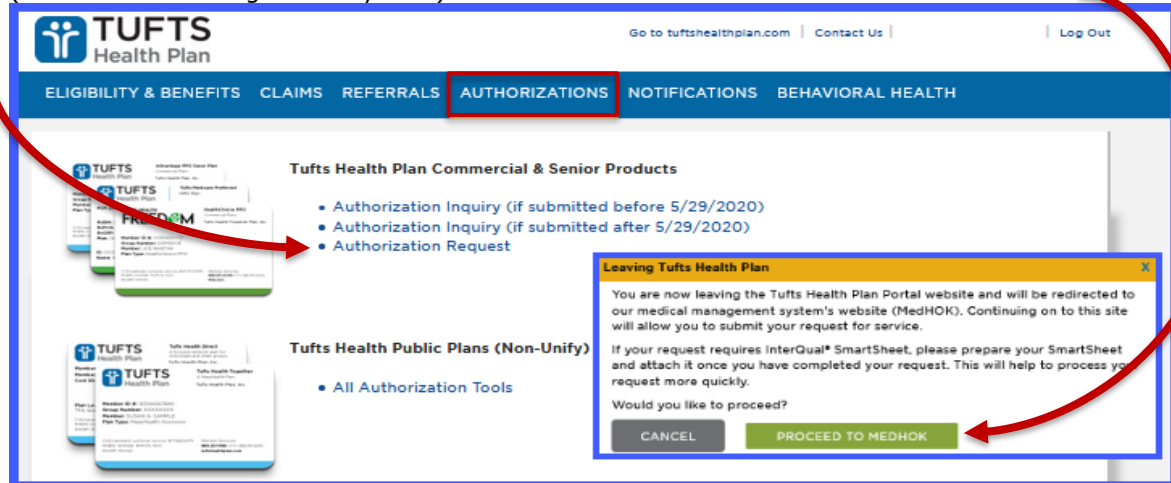 TUFTS
Health Plan
Go to tuftshealthplan.com | Contact Us |
| Log Out
ELIGIBILITY & BENEFITS CLAIMS REFERRALS AUTHORIZATIONS NOTIFICATIONS BEHAVIORAL HEALTH
Tufts Health Plan Commercial & Senior Products
• Authorization Inquiry (if submitted before 5/29/2020)
• Authorization Inquiry (if submitted after 5/29/2020)
• Authorization Request
TUFTS
Health Plan
TUFTS
FREEDOM
Leaving Tufts Health Plan X
You are now leaving the Tufts Health Plan Portal website and will be redirected to
our medical management system's website (MedHOK). Continuing on to this site
will allow you to submit your request for service.
If your request requires InterQual® SmartSheet, please prepare your SmartSheet
and attach it once you have completed your request. This will help to process your
request more quickly.
Would you like to proceed?
CANCEL PROCEED TO MEDHOK
Tufts Health Public Plans (Non-Unify)
• All Authorization Tools
TUFTS
Health Plan
Tufts Health Direct
TUFTS
Health Plan
Tufts Health Together